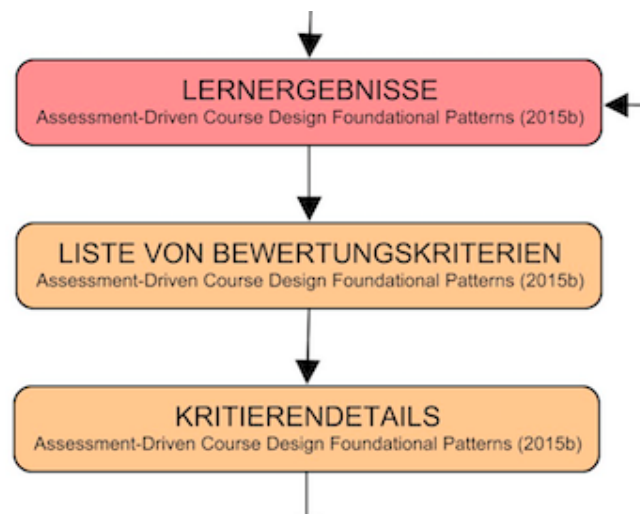 LERNERGEBNISSE
Assessment-Driven Course Design Foundational Patterns (2015b)
LISTE VON BEWERTUNGSKRITERIEN
Assessment-Driven Course Design Foundational Patterns (2015b)
KRITIERENDETAILS
Assessment-Driven Course Design Foundational Patterns (2015b)